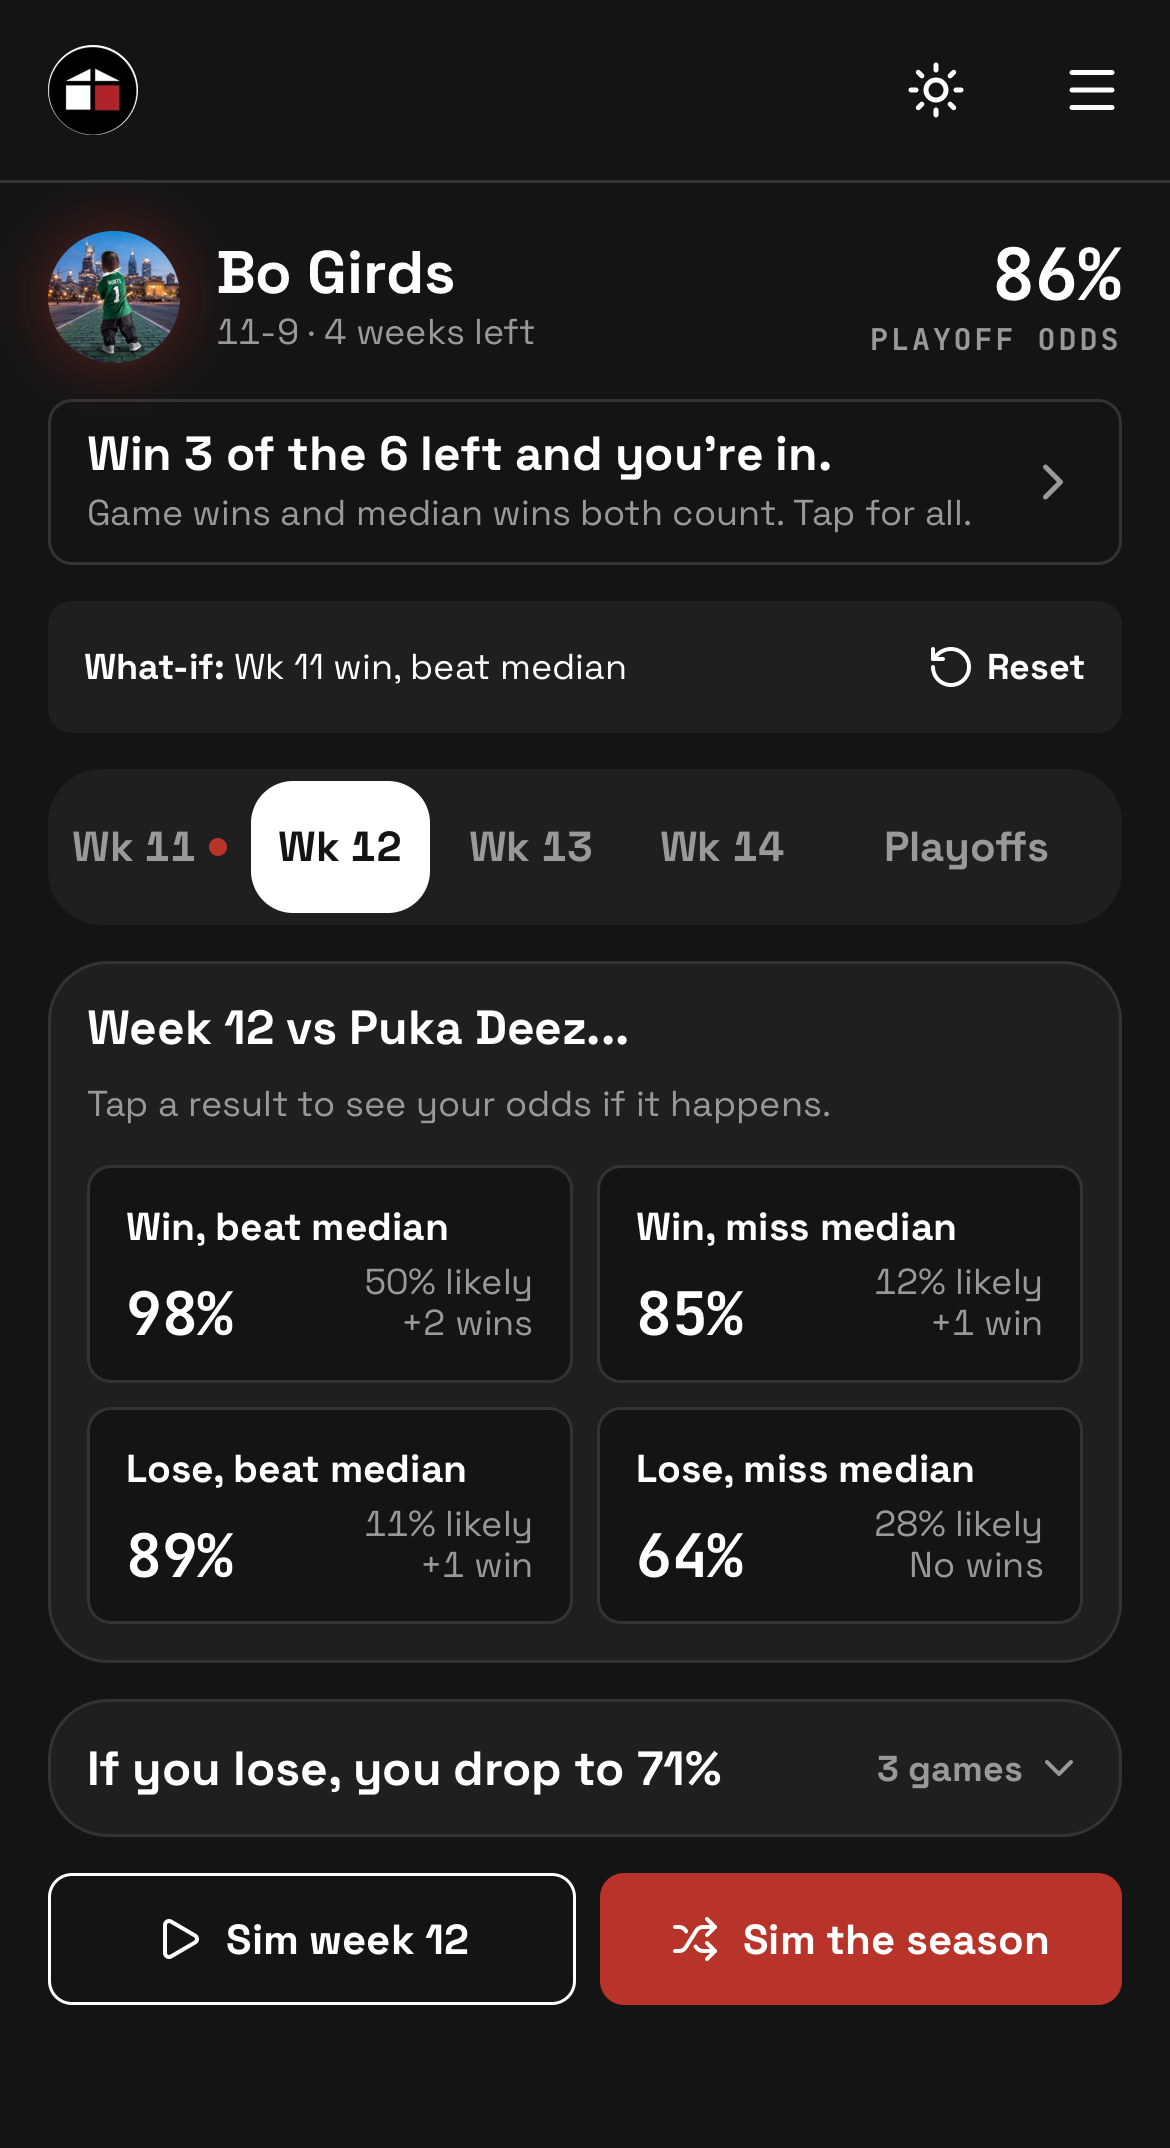 Bo Girds
11-9 · 4 weeks left
86%
PLAYOFF ODDS
Win 3 of the 6 left and you’re in.
Game wins and median wins both count. Tap for all.
What-if: Wk 11 win, beat median
Reset
Wk 11
Wk 12
Wk 13
Wk 14
Playoffs
Week 12 vs Puka Deez...
Tap a result to see your odds if it happens.
Win, beat median
98%
50% likely
+2 wins
Win, miss median
85%
12% likely
+1 win
Lose, beat median
89%
11% likely
+1 win
Lose, miss median
64%
28% likely
No wins
If you lose, you drop to 71%
3 games
Sim week 12
Sim the season